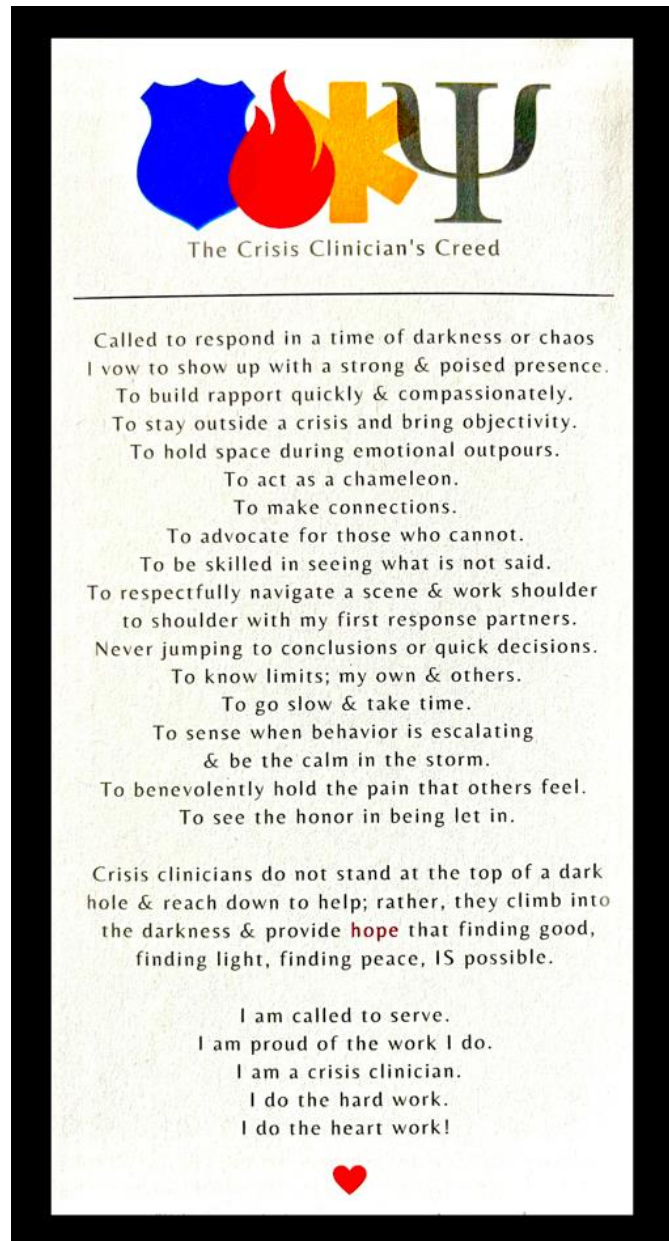 Ψ
The Crisis Clinician's Creed
Called to respond in a time of darkness or chaos
I vow to show up with a strong & poised presence.
To build rapport quickly & compassionately.
To stay outside a crisis and bring objectivity.
To hold space during emotional outpours.
To act as a chameleon.
To make connections.
To advocate for those who cannot.
To be skilled in seeing what is not said.
To respectfully navigate a scene & work shoulder
to shoulder with my first response partners.
Never jumping to conclusions or quick decisions.
To know limits; my own & others.
To go slow & take time.
To sense when behavior is escalating
& be the calm in the storm.
To benevolently hold the pain that others feel.
To see the honor in being let in.
Crisis clinicians do not stand at the top of a dark
hole & reach down to help; rather, they climb into
the darkness & provide hope that finding good,
finding light, finding peace, IS possible.
I am called to serve.
I am proud of the work I do.
I am a crisis clinician.
I do the hard work.
I do the heart work!